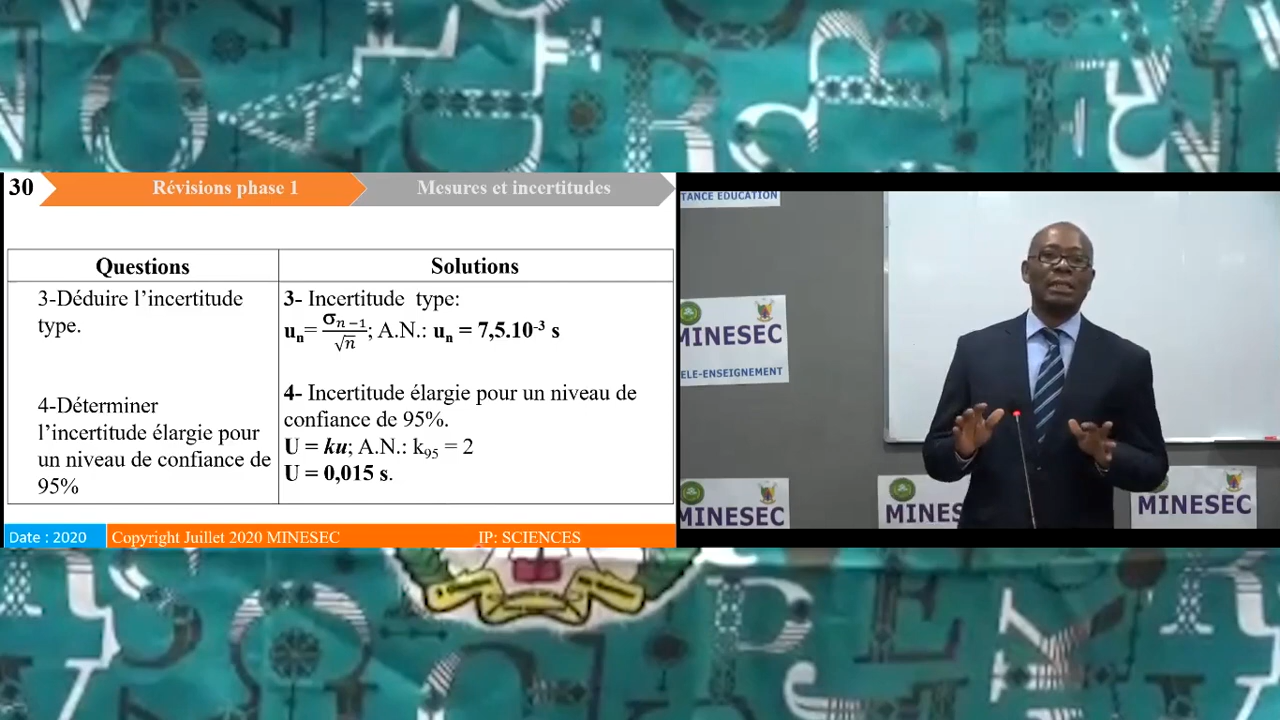 30
Révisions phase 1
Mesures et incertitudes
Questions
Solutions
3-Déduire l’incertitude
type.
3- Incertitude type:
uₙ= σₙ₋₁/√n; A.N.: uₙ = 7,5.10⁻³ s
4-Déterminer
l’incertitude élargie pour
un niveau de confiance de
95%
4- Incertitude élargie pour un niveau de
confiance de 95%.
U = ku; A.N.: k₉₅ = 2
U = 0,015 s.
Date : 2020
Copyright Juillet 2020 MINESEC
IP: SCIENCES
TANCE EDUCATION
MINESEC
ELE-ENSEIGNEMENT
MINESEC
MINES
MINESEC